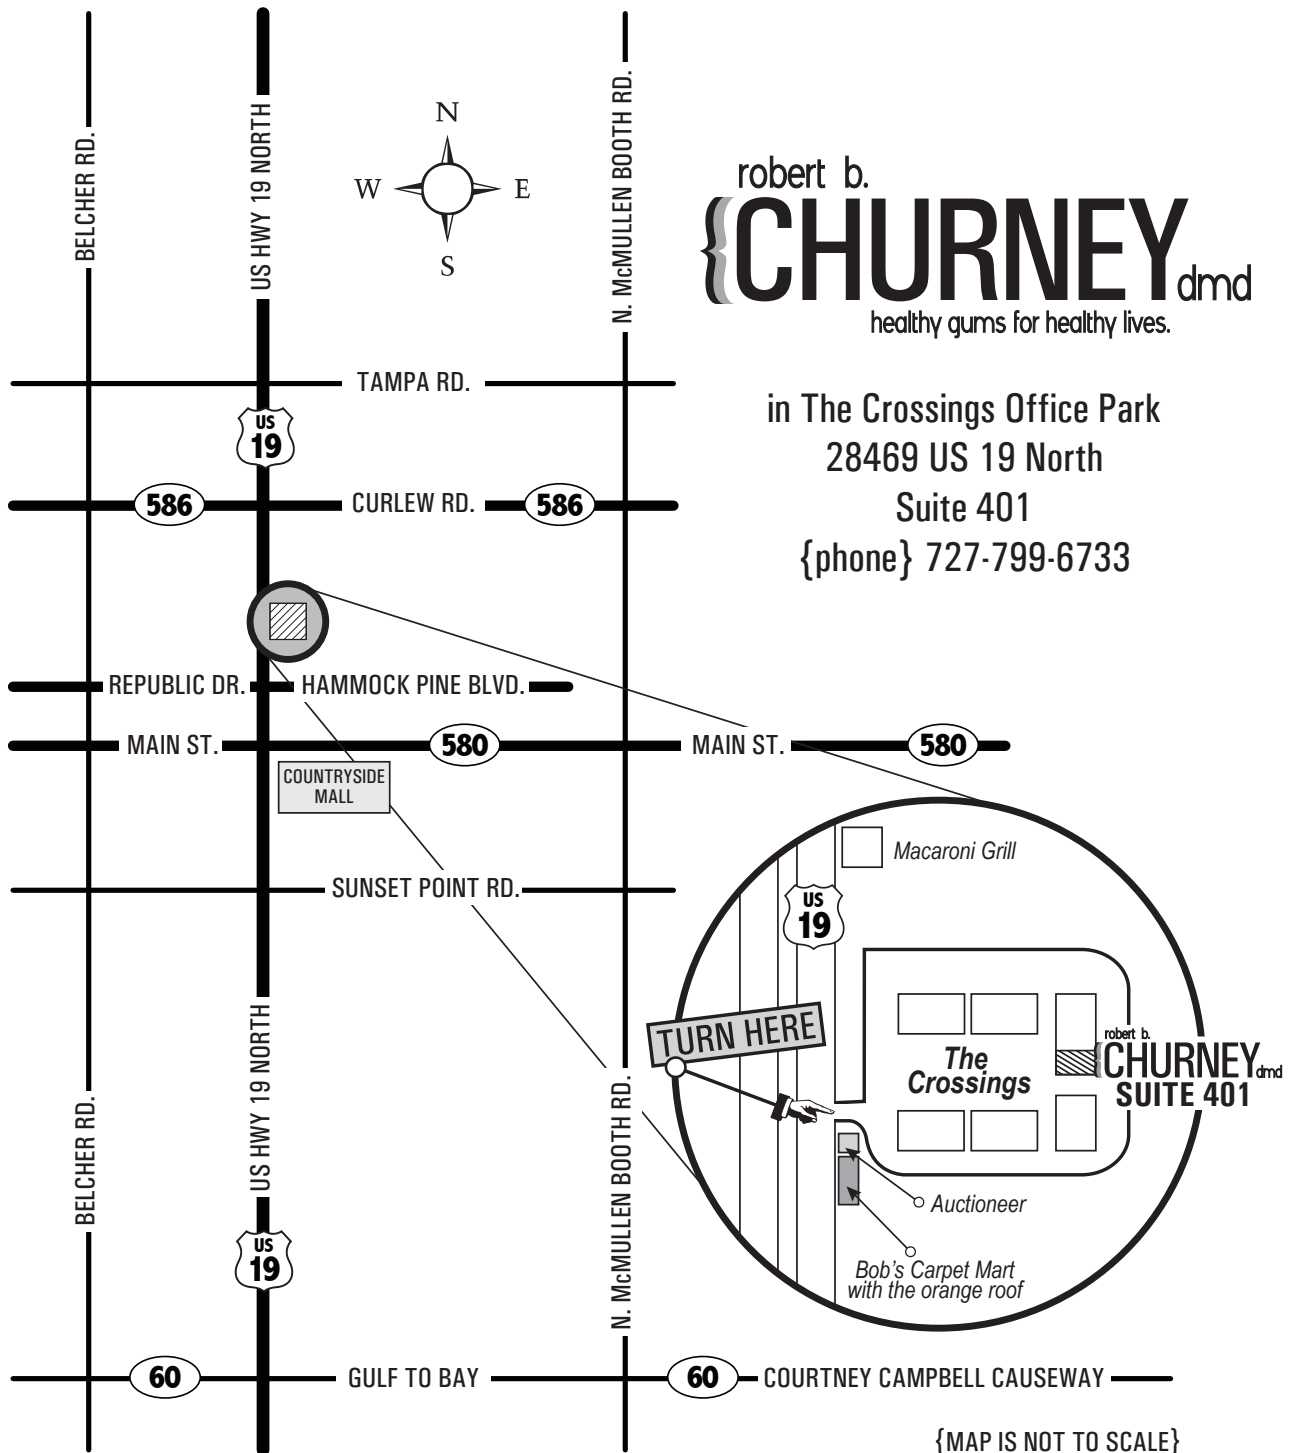 N
W
E
S
BELCHER RD.
US HWY 19 NORTH
N. McMULLEN BOOTH RD.
robert b.
{CHURNEY dmd
healthy gums for healthy lives.
TAMPA RD.
US
19
in The Crossings Office Park
28469 US 19 North
Suite 401
{phone} 727-799-6733
586
CURLEW RD.
586
REPUBLIC DR.
HAMMOCK PINE BLVD.
MAIN ST.
580
MAIN ST.
580
COUNTRYSIDE
MALL
SUNSET POINT RD.
Macaroni Grill
US
19
TURN HERE
The
Crossings
robert b.
{CHURNEY dmd
SUITE 401
Auctioneer
Bob's Carpet Mart
with the orange roof
BELCHER RD.
US HWY 19 NORTH
N. McMULLEN BOOTH RD.
US
19
60
GULF TO BAY
60
COURTNEY CAMPBELL CAUSEWAY
{MAP IS NOT TO SCALE}